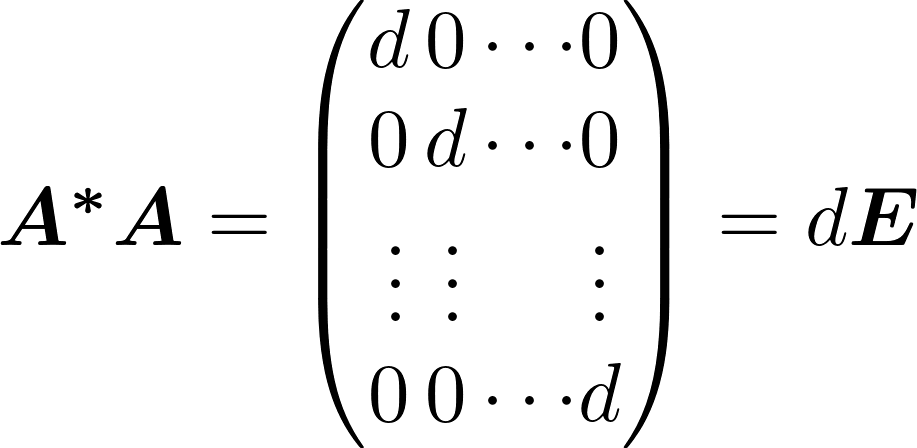 d 0 ⋯ 0
0 d ⋯ 0
A*A = ⋮ ⋮ ⋮ = dE
0 0 ⋯ d